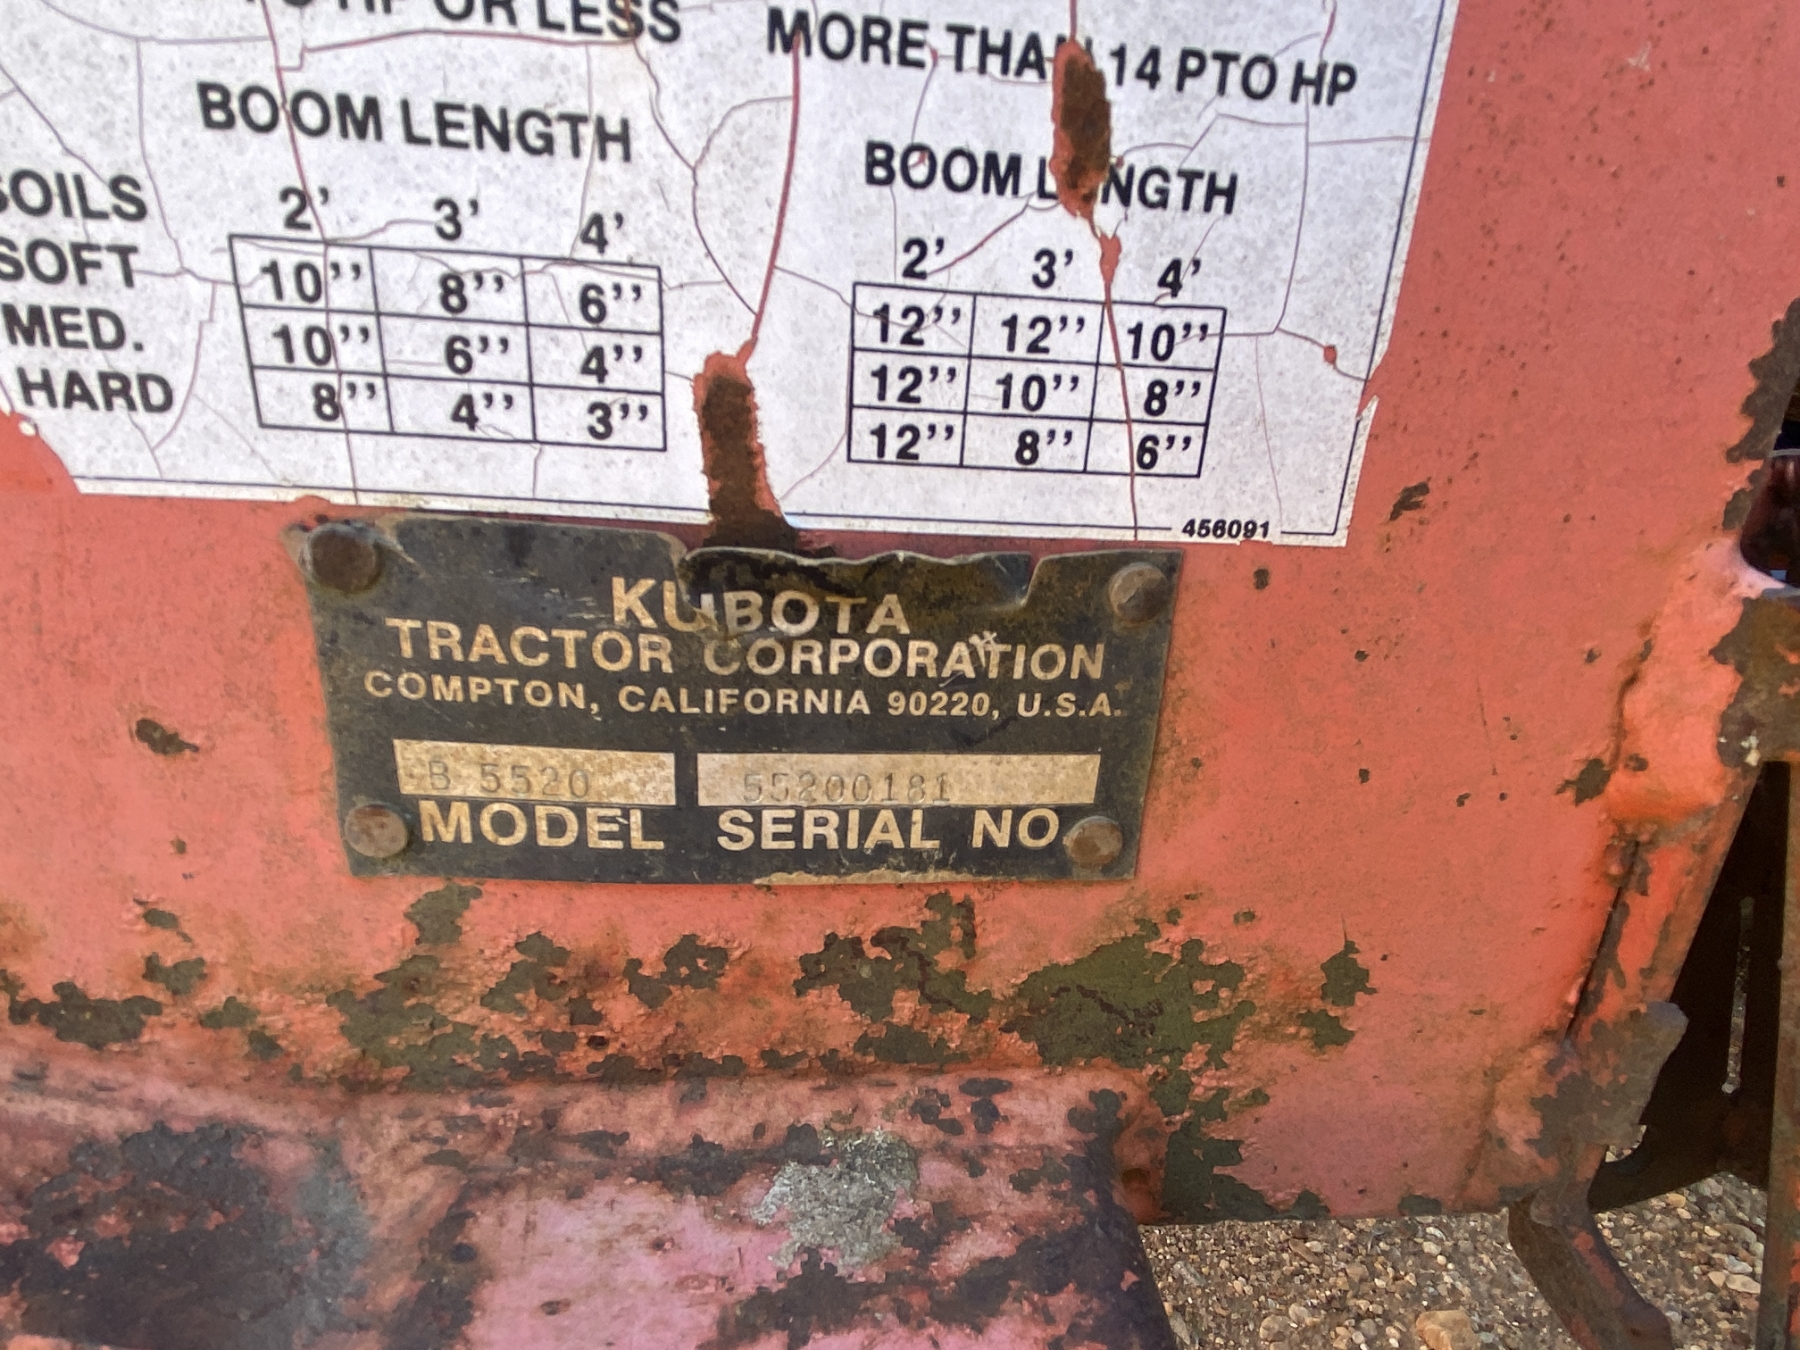 HP OR LESS
MORE THAN 14 PTO HP
BOOM LENGTH
BOOM LENGTH
SOILS 2' 3' 4'
2' 3' 4'
SOFT 10" 8" 6"
12" 12" 10"
MED. 10" 6" 4"
12" 10" 8"
HARD 8" 4" 3"
12" 8" 6"
456091
KUBOTA
TRACTOR CORPORATION
COMPTON, CALIFORNIA 90220, U.S.A.
B 5520 55200181
MODEL SERIAL NO